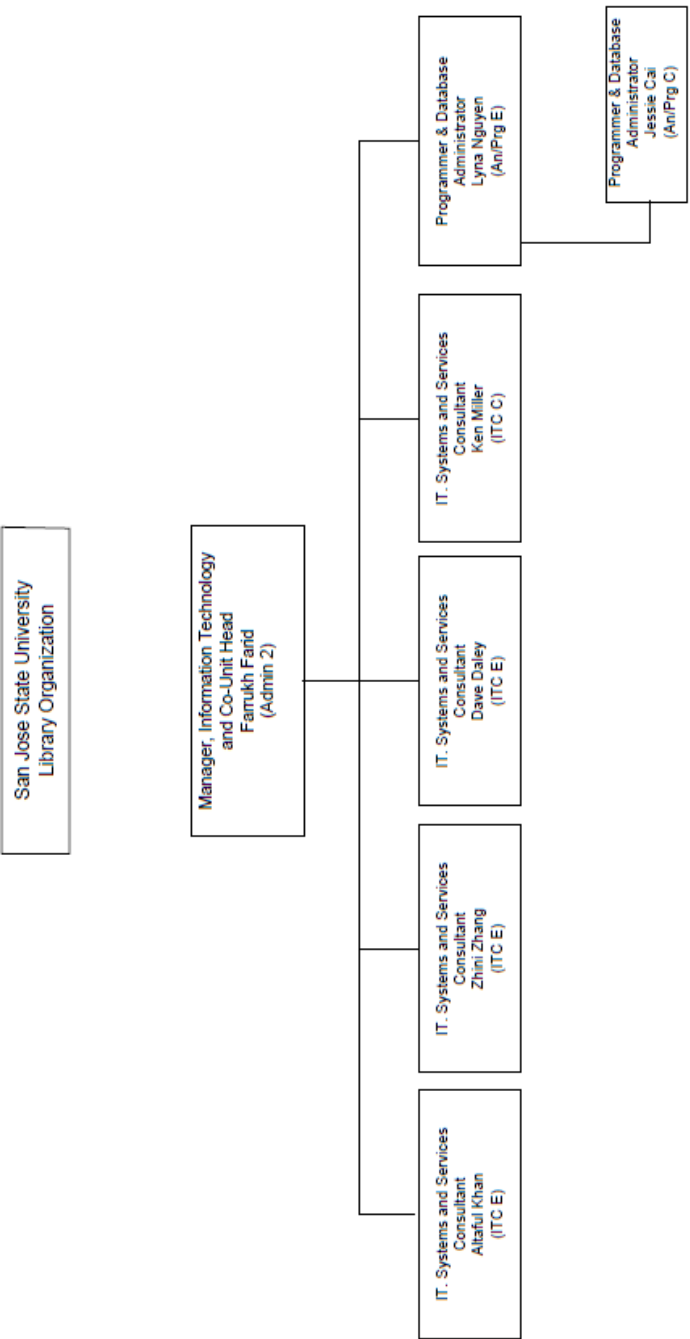 San Jose State University
Library Organization
Manager, Information Technology
and Co-Unit Head
Farrukh Farid
(Admin 2)
IT. Systems and Services
Consultant
Altaful Khan
(ITC E)
IT. Systems and Services
Consultant
Zhini Zhang
(ITC E)
IT. Systems and Services
Consultant
Dave Daley
(ITC E)
IT. Systems and Services
Consultant
Ken Miller
(ITC C)
Programmer & Database
Administrator
Lyna Nguyen
(An/Prg E)
Programmer & Database
Administrator
Jessie Cai
(An/Prg C)